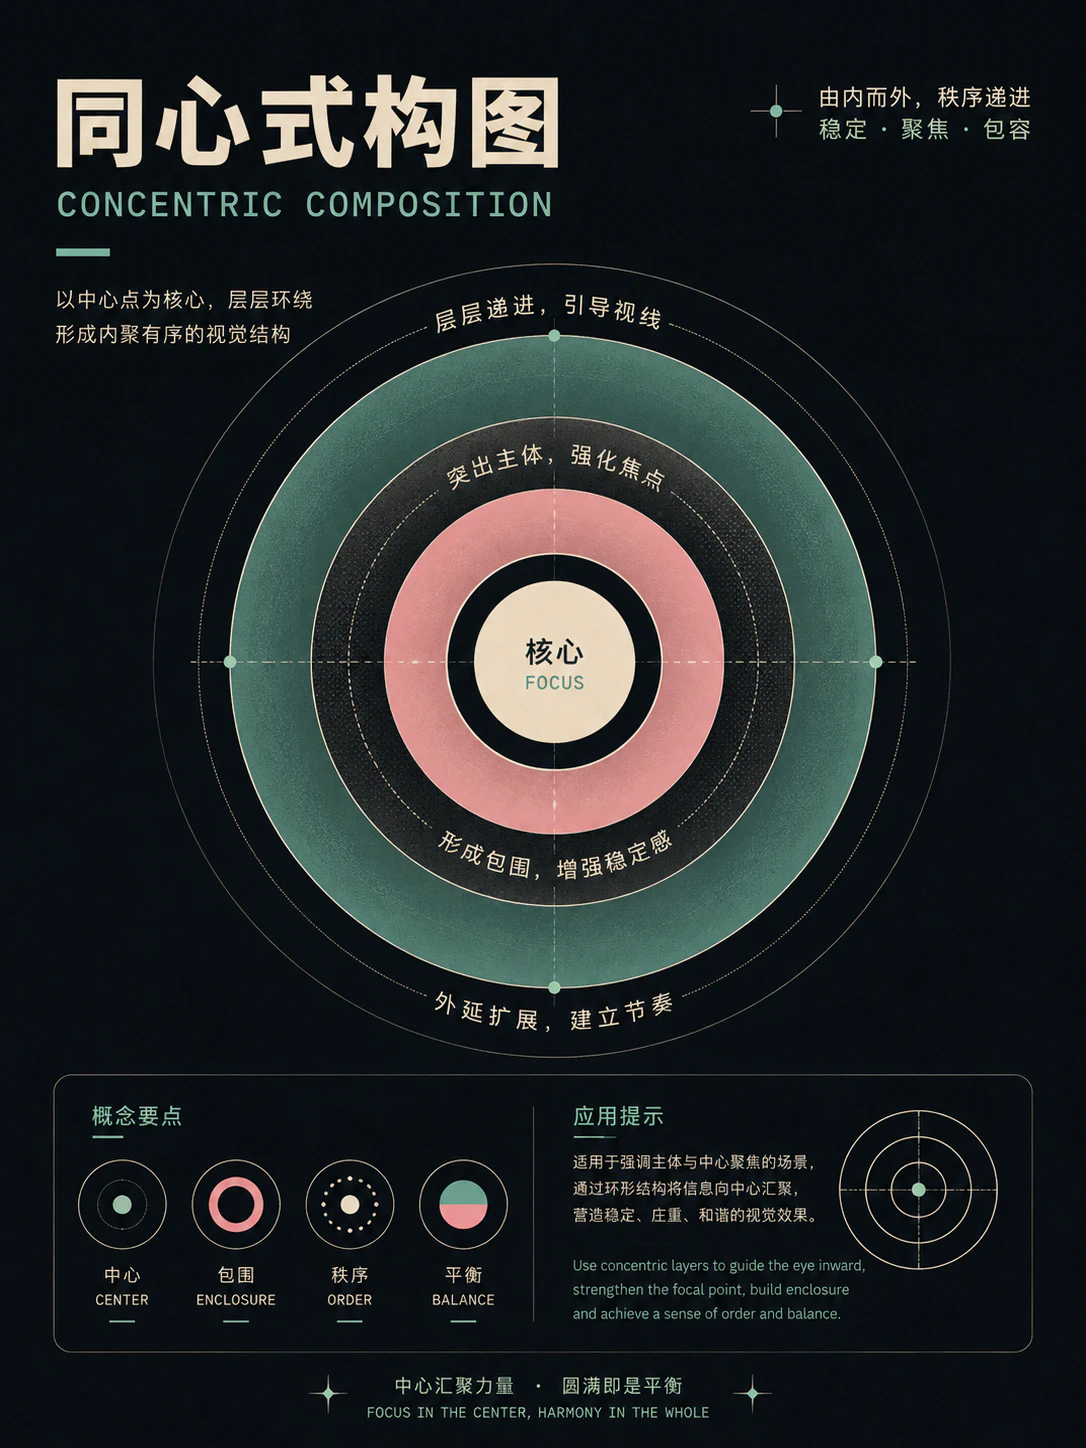 同心式构图
CONCENTRIC COMPOSITION
由内而外，秩序递进
稳定 · 聚焦 · 包容
以中心点为核心，层层环绕
形成内聚有序的视觉结构
层层递进，引导视线
突出主体，强化焦点
核心
FOCUS
形成包围，增强稳定感
外延扩展，建立节奏
概念要点
中心
CENTER
包围
ENCLOSURE
秩序
ORDER
平衡
BALANCE
应用提示
适用于强调主体与中心聚焦的场景，
通过环形结构将信息向中心汇聚，
营造稳定、庄重、和谐的视觉效果。
Use concentric layers to guide the eye inward,
strengthen the focal point, build enclosure
and achieve a sense of order and balance.
中心汇聚力量 · 圆满即是平衡
FOCUS IN THE CENTER, HARMONY IN THE WHOLE